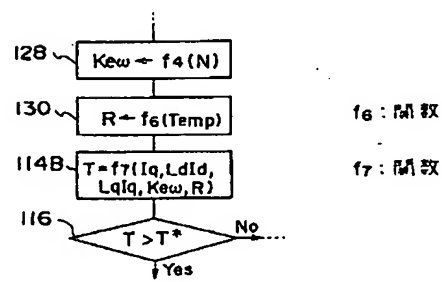 128
Keω ← f4(N)
130
R ← f6(Temp)
f6 : 関数
114B
T=f7(Iq,LdId,
LqIq,Keω,R)
f7 : 関数
116
T > T*
No
Yes